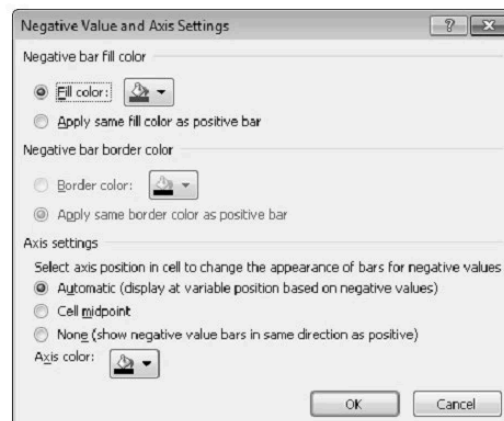 Negative Value and Axis Settings
Negative bar fill color
Fill color:
Apply same fill color as positive bar
Negative bar border color
Border color:
Apply same border color as positive bar
Axis settings
Select axis position in cell to change the appearance of bars for negative values
Automatic (display at variable position based on negative values)
Cell midpoint
None (show negative value bars in same direction as positive)
Axis color:
OK Cancel